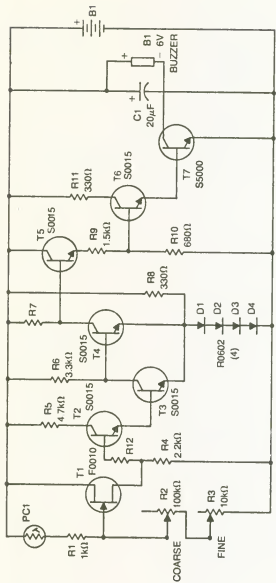 B1
B1
6V
BUZZER
C1
20µF
T7
S5000
R11
330Ω
T6
S0015
T5
S0015
R9
1.5kΩ
R10
680Ω
R7
R8
330Ω
R6
3.3kΩ
S0015
T4
D1
D2
D3
D4
R0602
(4)
R5
4.7kΩ
T2
S0015
S0015
T3
R12
R4
2.2kΩ
T1
F0010
PC1
R1
1kΩ
R2
100kΩ
COARSE
R3
10kΩ
FINE